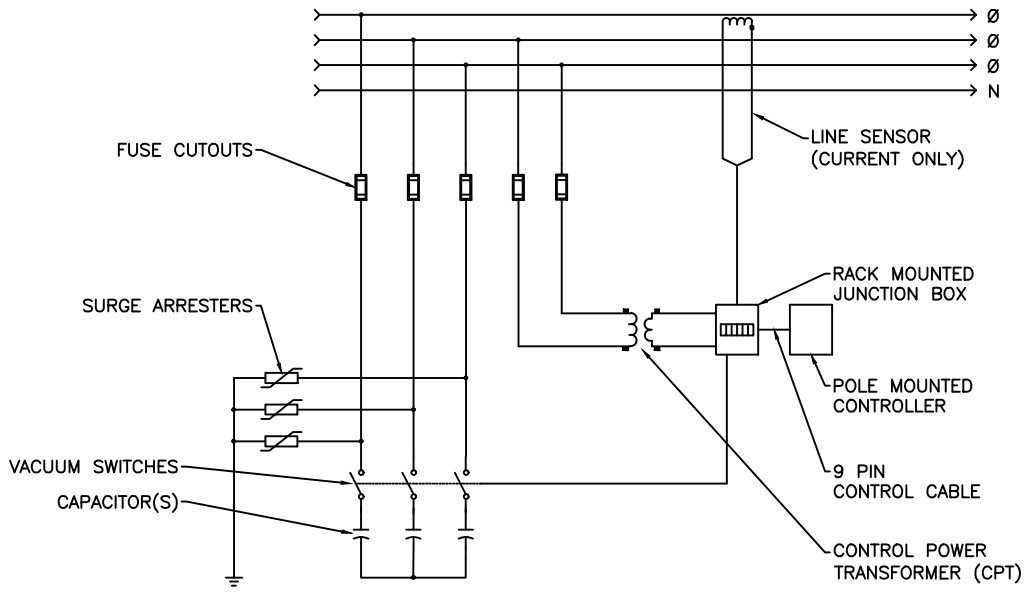 Ø
Ø
Ø
N
FUSE CUTOUTS
LINE SENSOR
(CURRENT ONLY)
RACK MOUNTED
JUNCTION BOX
SURGE ARRESTERS
POLE MOUNTED
CONTROLLER
VACUUM SWITCHES
9 PIN
CONTROL CABLE
CAPACITOR(S)
CONTROL POWER
TRANSFORMER (CPT)